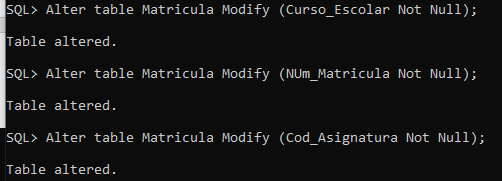 SQL> Alter table Matricula Modify (Curso_Escolar Not Null);
Table altered.
SQL> Alter table Matricula Modify (NUm_Matricula Not Null);
Table altered.
SQL> Alter table Matricula Modify (Cod_Asignatura Not Null);
Table altered.